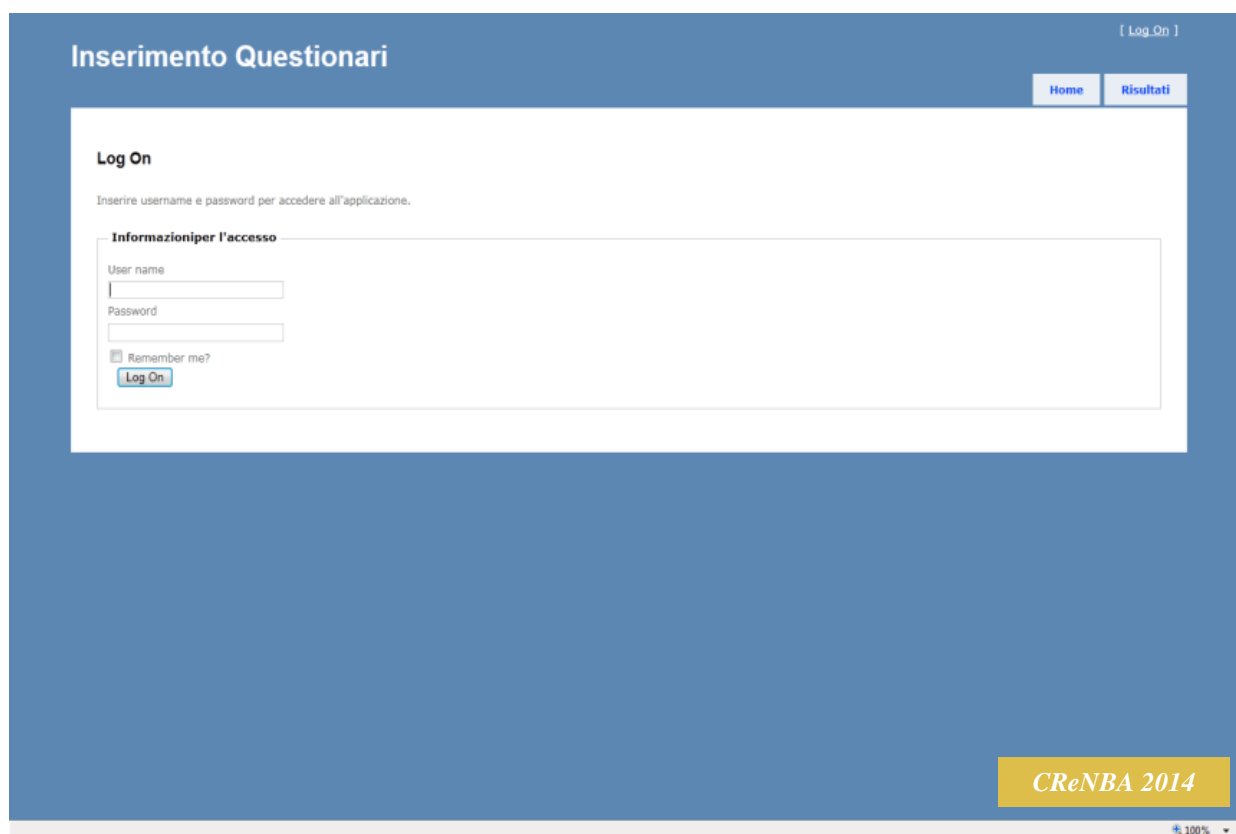 [ Log On ]
Inserimento Questionari
Home Risultati
Log On
Inserire username e password per accedere all'applicazione.
Informazioniper l'accesso
User name
Password
Remember me?
Log On
CReNBA 2014
100%